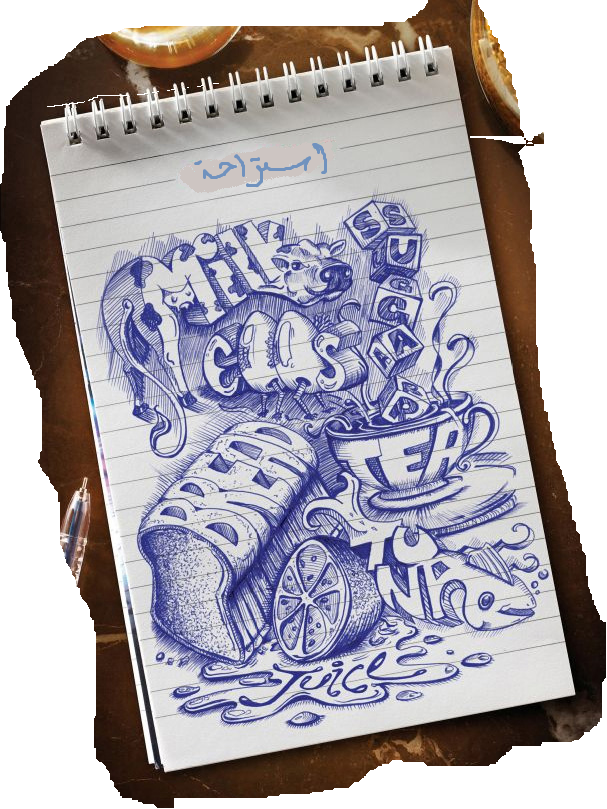 استراحة
Milk
SUGAR
EGGS
TEA
BREAD
TUNA
Juice